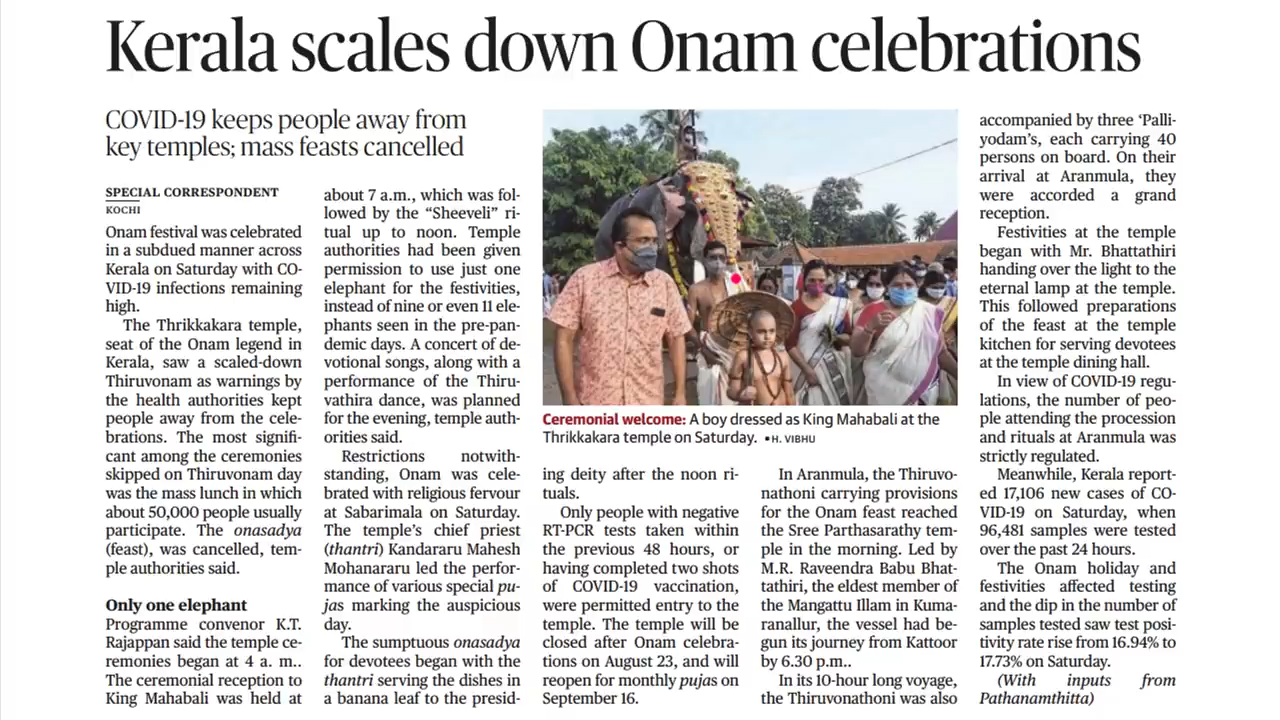 Kerala scales down Onam celebrations
COVID-19 keeps people away from
key temples; mass feasts cancelled
SPECIAL CORRESPONDENT
KOCHI
Onam festival was celebrated
in a subdued manner across
Kerala on Saturday with CO-
VID-19 infections remaining
high.
The Thrikkakara temple,
seat of the Onam legend in
Kerala, saw a scaled-down
Thiruvonam as warnings by
the health authorities kept
people away from the cele-
brations. The most signifi-
cant among the ceremonies
skipped on Thiruvonam day
was the mass lunch in which
about 50,000 people usually
participate. The onasadya
(feast), was cancelled, tem-
ple authorities said.
Only one elephant
Programme convenor K.T.
Rajappan said the temple ce-
remonies began at 4 a. m..
The ceremonial reception to
King Mahabali was held at
about 7 a.m., which was fol-
lowed by the “Sheeveli” ri-
tual up to noon. Temple
authorities had been given
permission to use just one
elephant for the festivities,
instead of nine or even 11 ele-
phants seen in the pre-pan-
demic days. A concert of de-
votional songs, along with a
performance of the Thiru-
vathira dance, was planned
for the evening, temple auth-
orities said.
Restrictions notwith-
standing, Onam was cele-
brated with religious fervour
at Sabarimala on Saturday.
The temple’s chief priest
(thantri) Kandararu Mahesh
Mohanararu led the perfor-
mance of various special pu-
jas marking the auspicious
day.
The sumptuous onasadya
for devotees began with the
thantri serving the dishes in
a banana leaf to the presid-
Ceremonial welcome: A boy dressed as King Mahabali at the
Thrikkakara temple on Saturday. ▪H. VIBHU
ing deity after the noon ri-
tuals.
Only people with negative
RT-PCR tests taken within
the previous 48 hours, or
having completed two shots
of COVID-19 vaccination,
were permitted entry to the
temple. The temple will be
closed after Onam celebra-
tions on August 23, and will
reopen for monthly pujas on
September 16.
In Aranmula, the Thiruvo-
nathoni carrying provisions
for the Onam feast reached
the Sree Parthasarathy tem-
ple in the morning. Led by
M.R. Raveendra Babu Bhat-
tathiri, the eldest member of
the Mangattu Illam in Kuma-
ranallur, the vessel had be-
gun its journey from Kattoor
by 6.30 p.m..
In its 10-hour long voyage,
the Thiruvonathoni was also
accompanied by three ‘Palli-
yodam’s, each carrying 40
persons on board. On their
arrival at Aranmula, they
were accorded a grand
reception.
Festivities at the temple
began with Mr. Bhattathiri
handing over the light to the
eternal lamp at the temple.
This followed preparations
of the feast at the temple
kitchen for serving devotees
at the temple dining hall.
In view of COVID-19 regu-
lations, the number of peo-
ple attending the procession
and rituals at Aranmula was
strictly regulated.
Meanwhile, Kerala report-
ed 17,106 new cases of CO-
VID-19 on Saturday, when
96,481 samples were tested
over the past 24 hours.
The Onam holiday and
festivities affected testing
and the dip in the number of
samples tested saw test posi-
tivity rate rise from 16.94% to
17.73% on Saturday.
(With inputs from
Pathanamthitta)